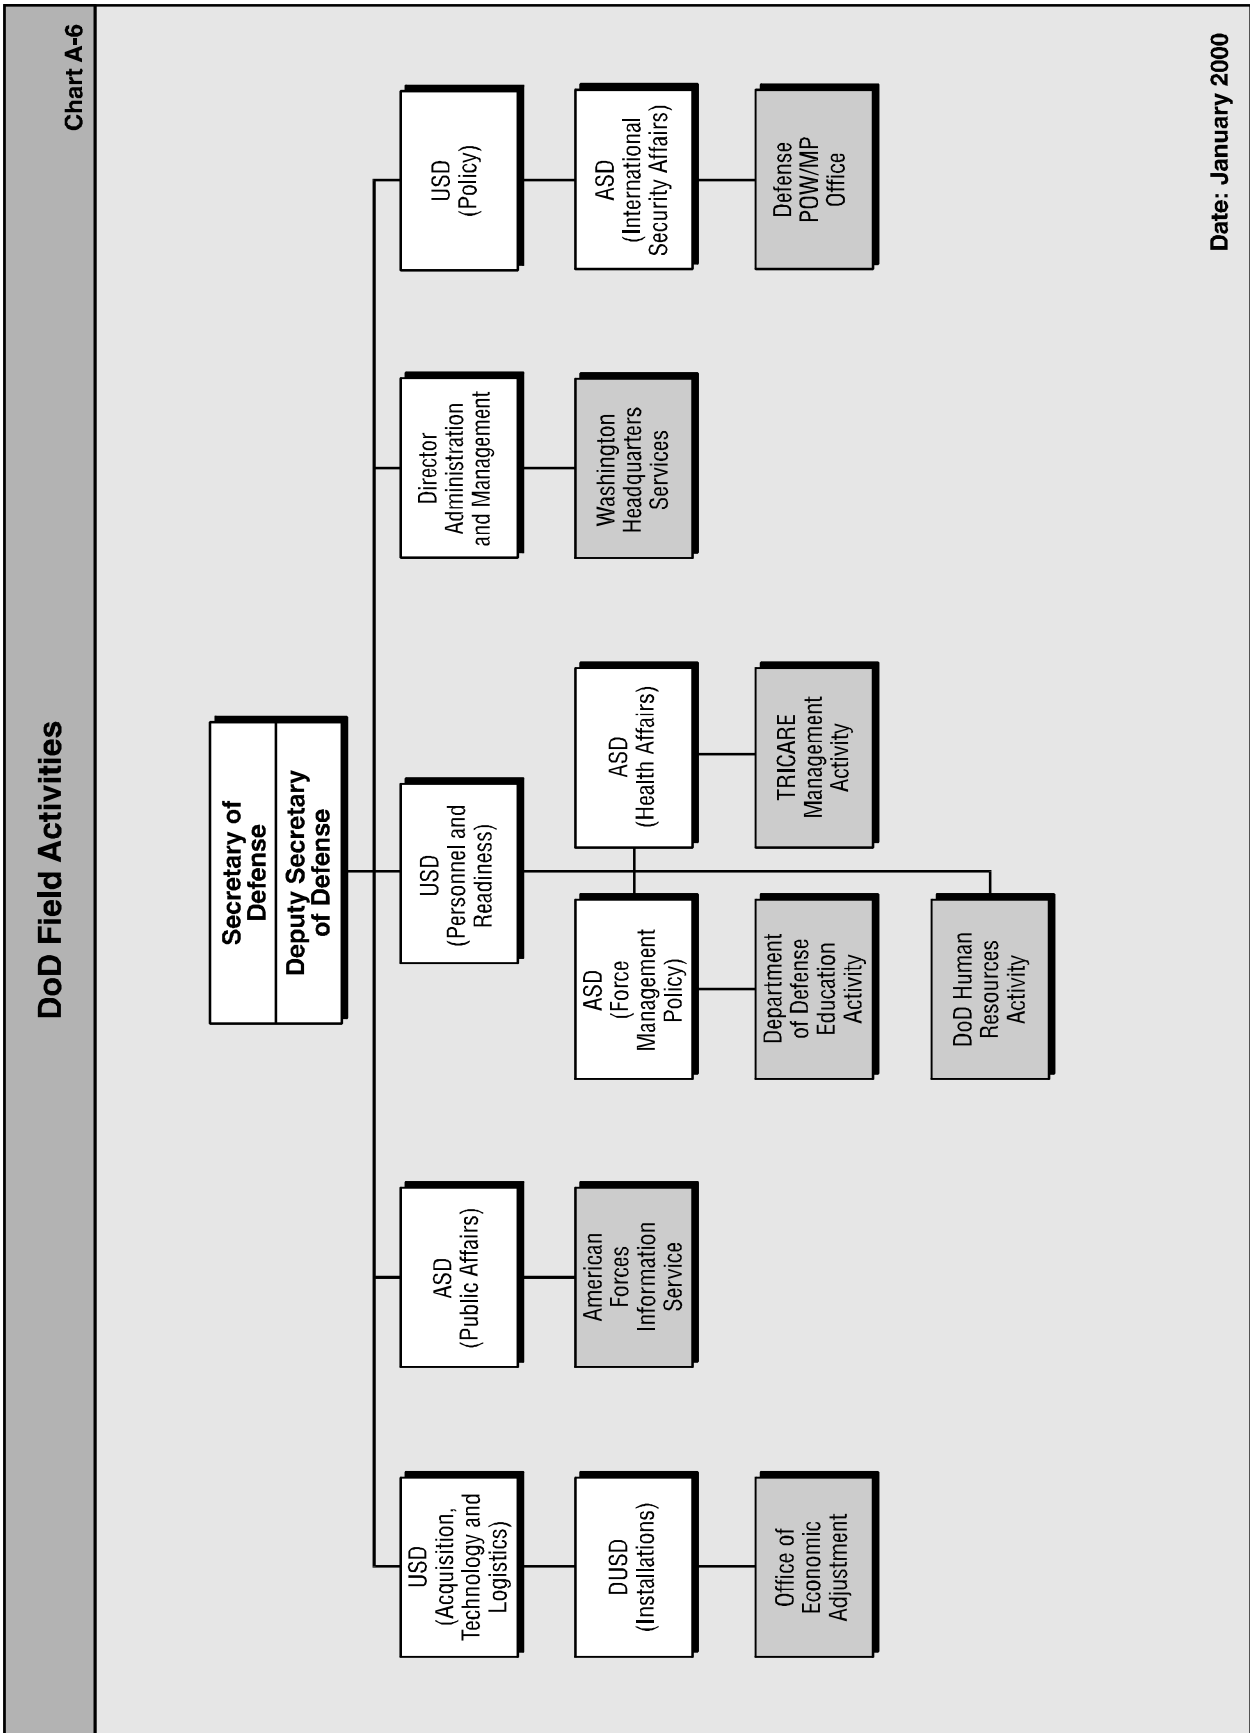 DoD Field Activities
Chart A-6
Secretary of
Defense
Deputy Secretary
of Defense
USD
(Acquisition,
Technology and
Logistics)
ASD
(Public Affairs)
USD
(Personnel and
Readiness)
Director
Administration
and Management
USD
(Policy)
DUSD
(Installations)
American
Forces
Information
Service
ASD
(Force
Management
Policy)
ASD
(Health Affairs)
Washington
Headquarters
Services
ASD
(International
Security Affairs)
Office of
Economic
Adjustment
Department
of Defense
Education
Activity
TRICARE
Management
Activity
Defense
POW/MP
Office
DoD Human
Resources
Activity
Date: January 2000